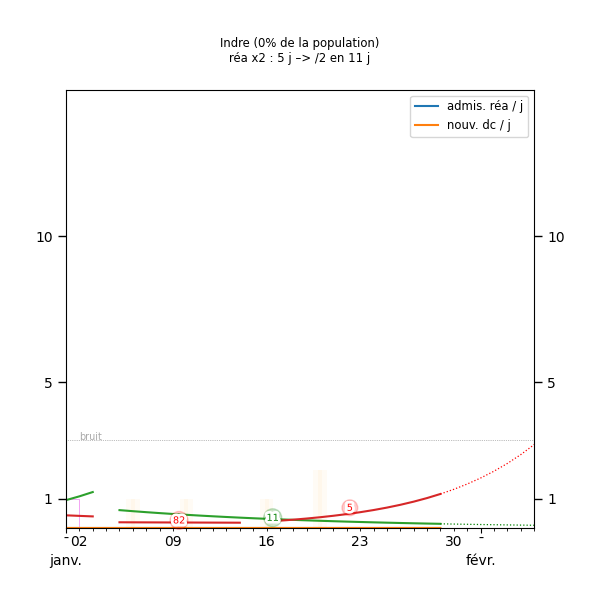 Indre (0% de la population)
réa x2 : 5 j –> /2 en 11 j
admis. réa / j
nouv. dc / j
10 10
5 5
bruit
1 1
5
82 11
02 09 16 23 30 -
janv. févr.